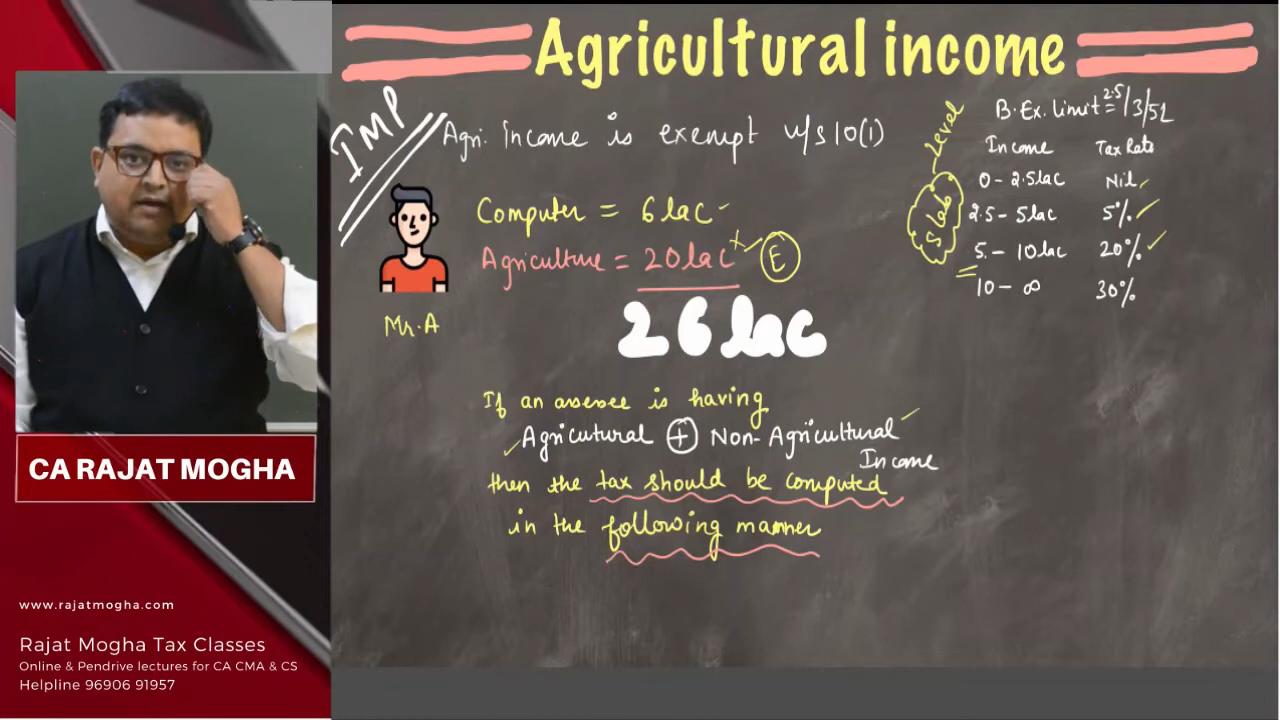 Agricultural income
IMP
Agri. Income is exempt u/s 10(1)
Computer = 6 lac
Agriculture = 20 lac
E
26 lac
Mr. A
B. Ex. Limit = 2.5/3/5L
Income Tax Rate
0 - 2.5 lac Nil
2.5 - 5 lac 5%
5 - 10 lac 20%
10 - ∞ 30%
Slab Level
If an assessee is having
Agricutural + Non-Agricultural
Income
then the tax should be computed
in the following manner
CA RAJAT MOGHA
www.rajatmogha.com
Rajat Mogha Tax Classes
Online & Pendrive lectures for CA CMA & CS
Helpline 96906 91957